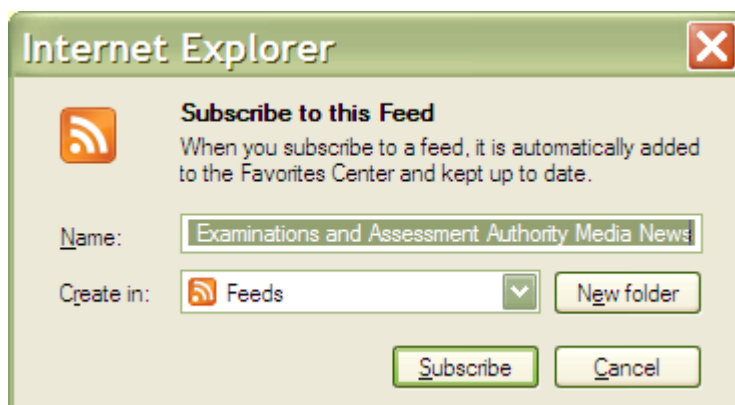 Internet Explorer
Subscribe to this Feed
When you subscribe to a feed, it is automatically added
to the Favorites Center and kept up to date.
Name: Examinations and Assessment Authority Media News
Create in: Feeds New folder
Subscribe Cancel